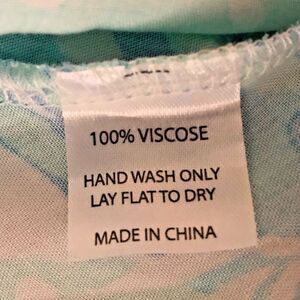 100% VISCOSE
HAND WASH ONLY
LAY FLAT TO DRY
MADE IN CHINA